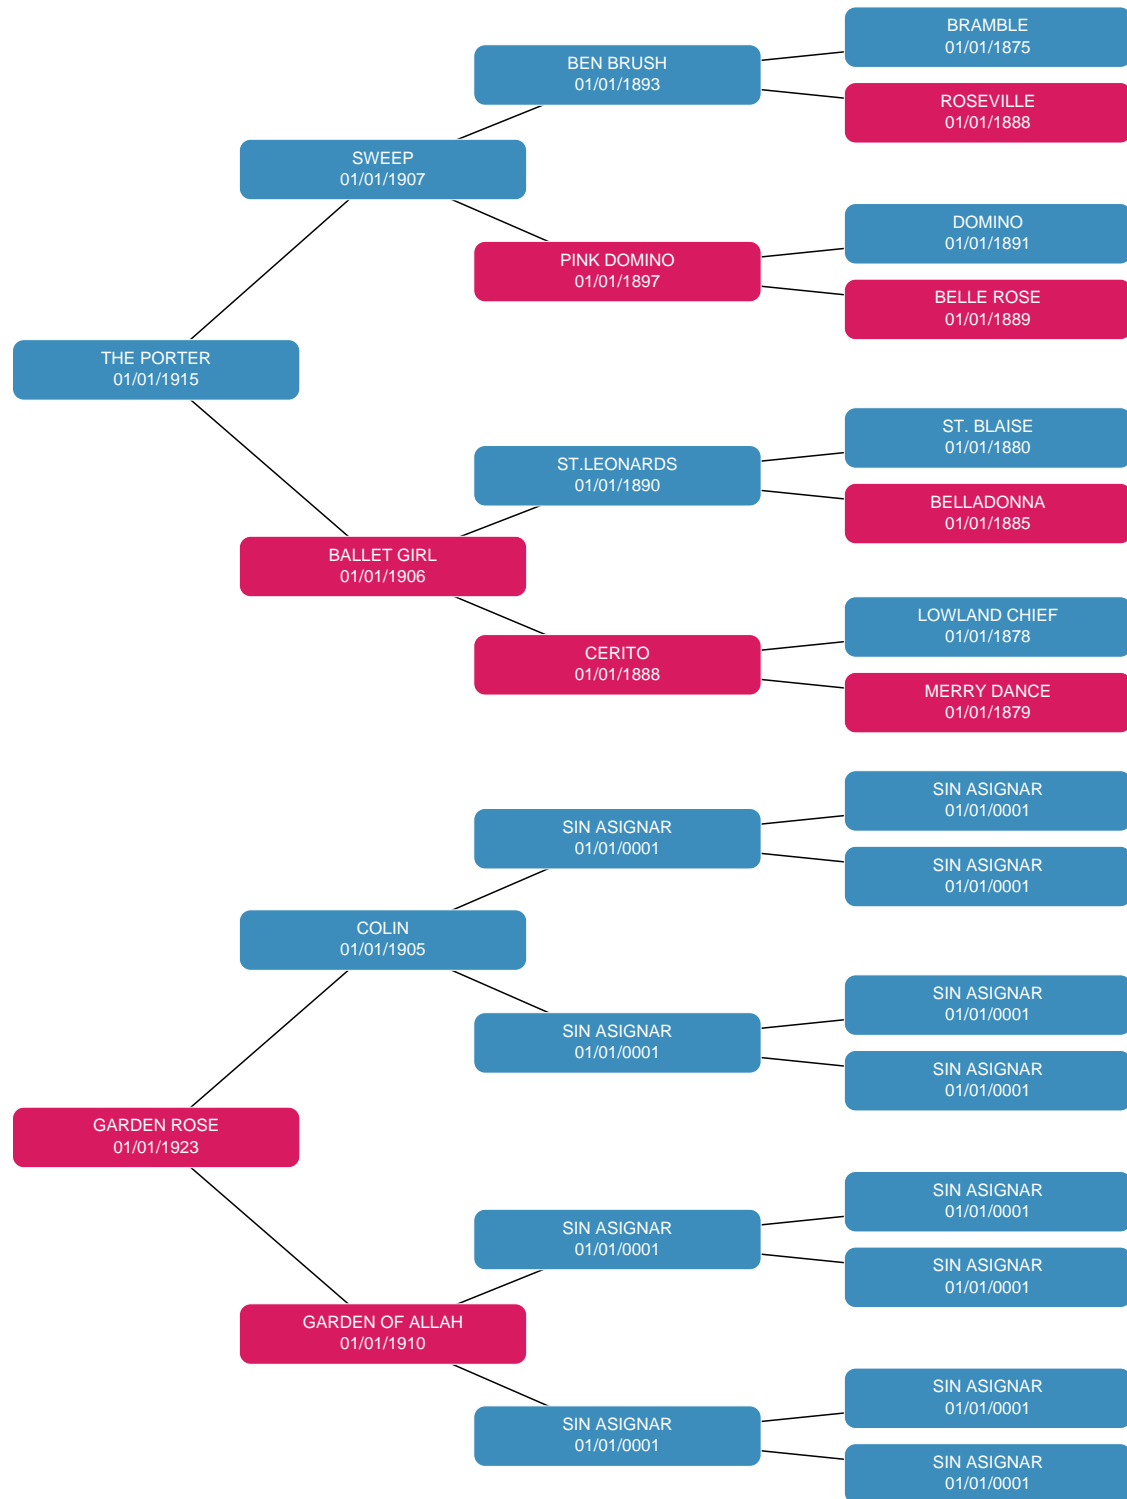 BRAMBLE
01/01/1875
BEN BRUSH
01/01/1893
ROSEVILLE
01/01/1888
SWEEP
01/01/1907
DOMINO
01/01/1891
PINK DOMINO
01/01/1897
BELLE ROSE
01/01/1889
THE PORTER
01/01/1915
ST. BLAISE
01/01/1880
ST.LEONARDS
01/01/1890
BELLADONNA
01/01/1885
BALLET GIRL
01/01/1906
LOWLAND CHIEF
01/01/1878
CERITO
01/01/1888
MERRY DANCE
01/01/1879
SIN ASIGNAR
01/01/0001
SIN ASIGNAR
01/01/0001
SIN ASIGNAR
01/01/0001
COLIN
01/01/1905
SIN ASIGNAR
01/01/0001
SIN ASIGNAR
01/01/0001
SIN ASIGNAR
01/01/0001
GARDEN ROSE
01/01/1923
SIN ASIGNAR
01/01/0001
SIN ASIGNAR
01/01/0001
SIN ASIGNAR
01/01/0001
GARDEN OF ALLAH
01/01/1910
SIN ASIGNAR
01/01/0001
SIN ASIGNAR
01/01/0001
SIN ASIGNAR
01/01/0001